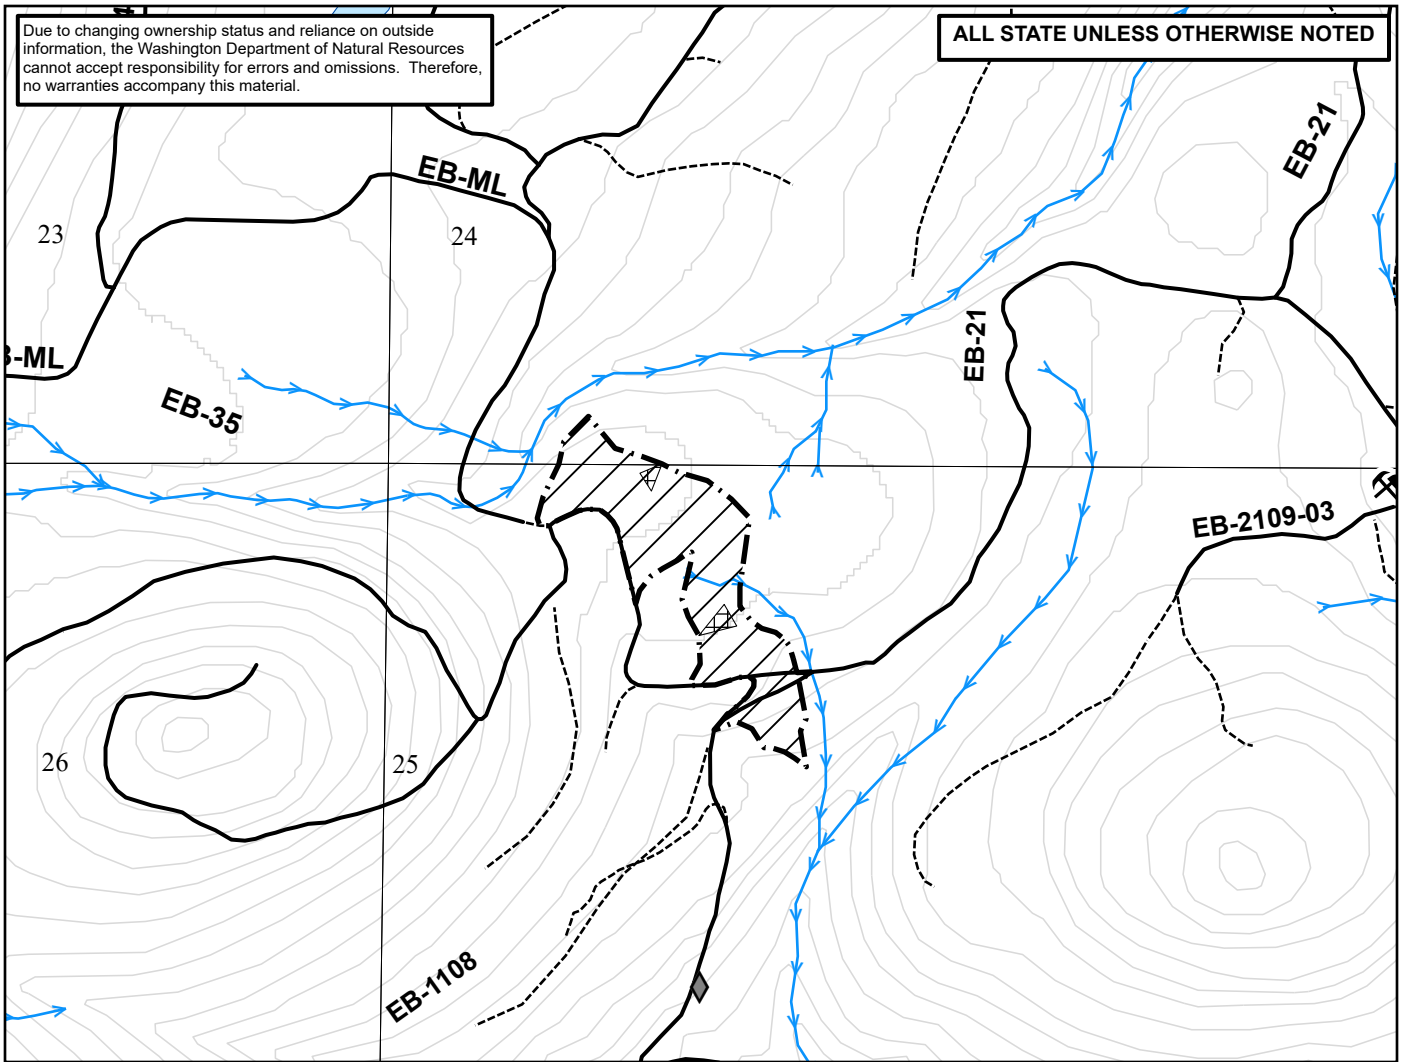 Due to changing ownership status and reliance on outside
information, the Washington Department of Natural Resources
cannot accept responsibility for errors and omissions.  Therefore,
no warranties accompany this material.
ALL STATE UNLESS OTHERWISE NOTED
4
EB-21
EB-ML
23
24
EB-21
B-ML
EB-35
EB-2109-03
26
25
EB-1108